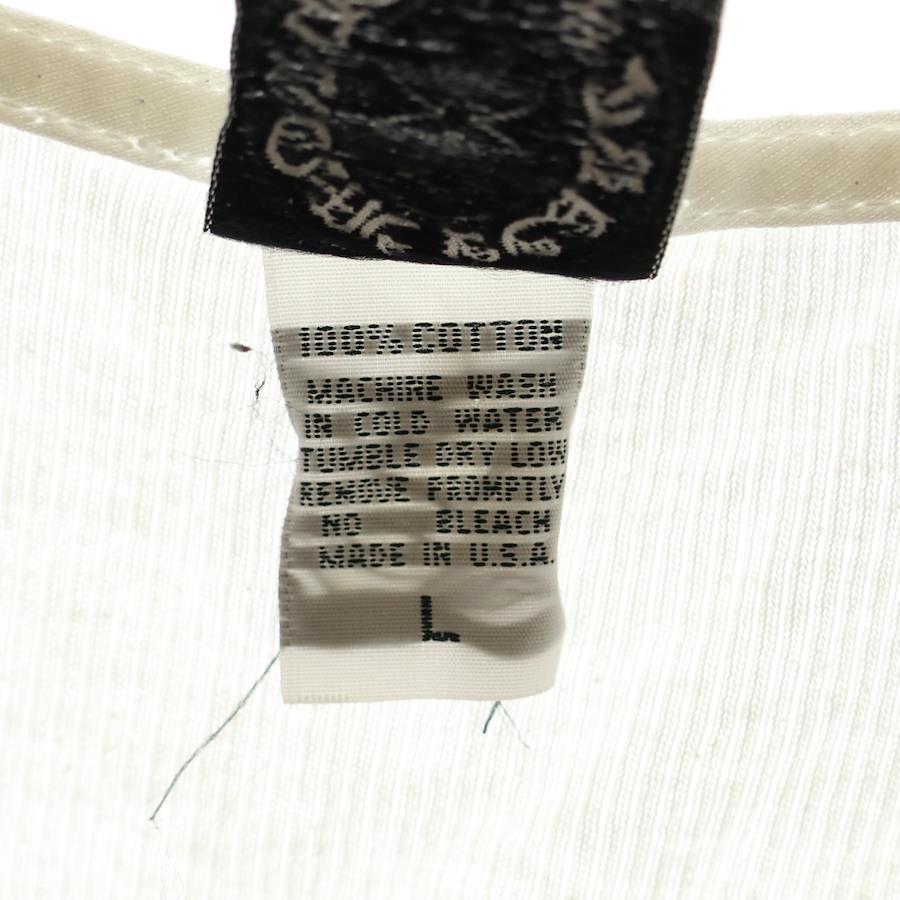 100% COTTON
MACHINE WASH
IN COLD WATER
TUMBLE DRY LOW
REMOVE PROMPTLY
NO BLEACH
MADE IN U.S.A.
L